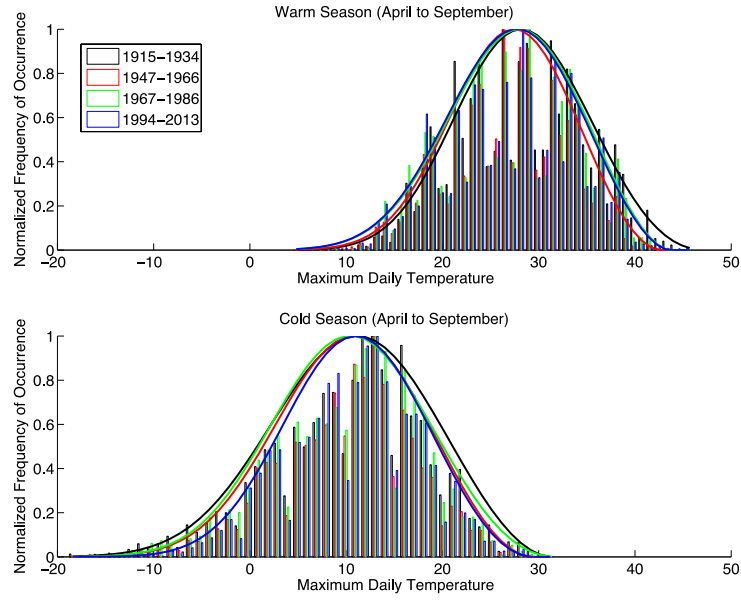 Warm Season (April to September)
Normalized Frequency of Occurrence
1
0.8
0.6
0.4
0.2
0
1915−1934
1947−1966
1967−1986
1994−2013
−20 −10 0 10 20 30 40 50
Maximum Daily Temperature
Cold Season (April to September)
Normalized Frequency of Occurrence
1
0.8
0.6
0.4
0.2
0
−20 −10 0 10 20 30 40 50
Maximum Daily Temperature